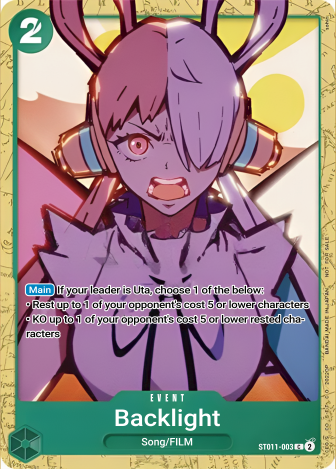 2
Main If your leader is Uta, choose 1 of the below:
• Rest up to 1 of your opponent's cost 5 or lower characters
• KO up to 1 of your opponent's cost 5 or lower rested cha-
racters
EVENT
Backlight
Song/FILM
ST011-003 C 2